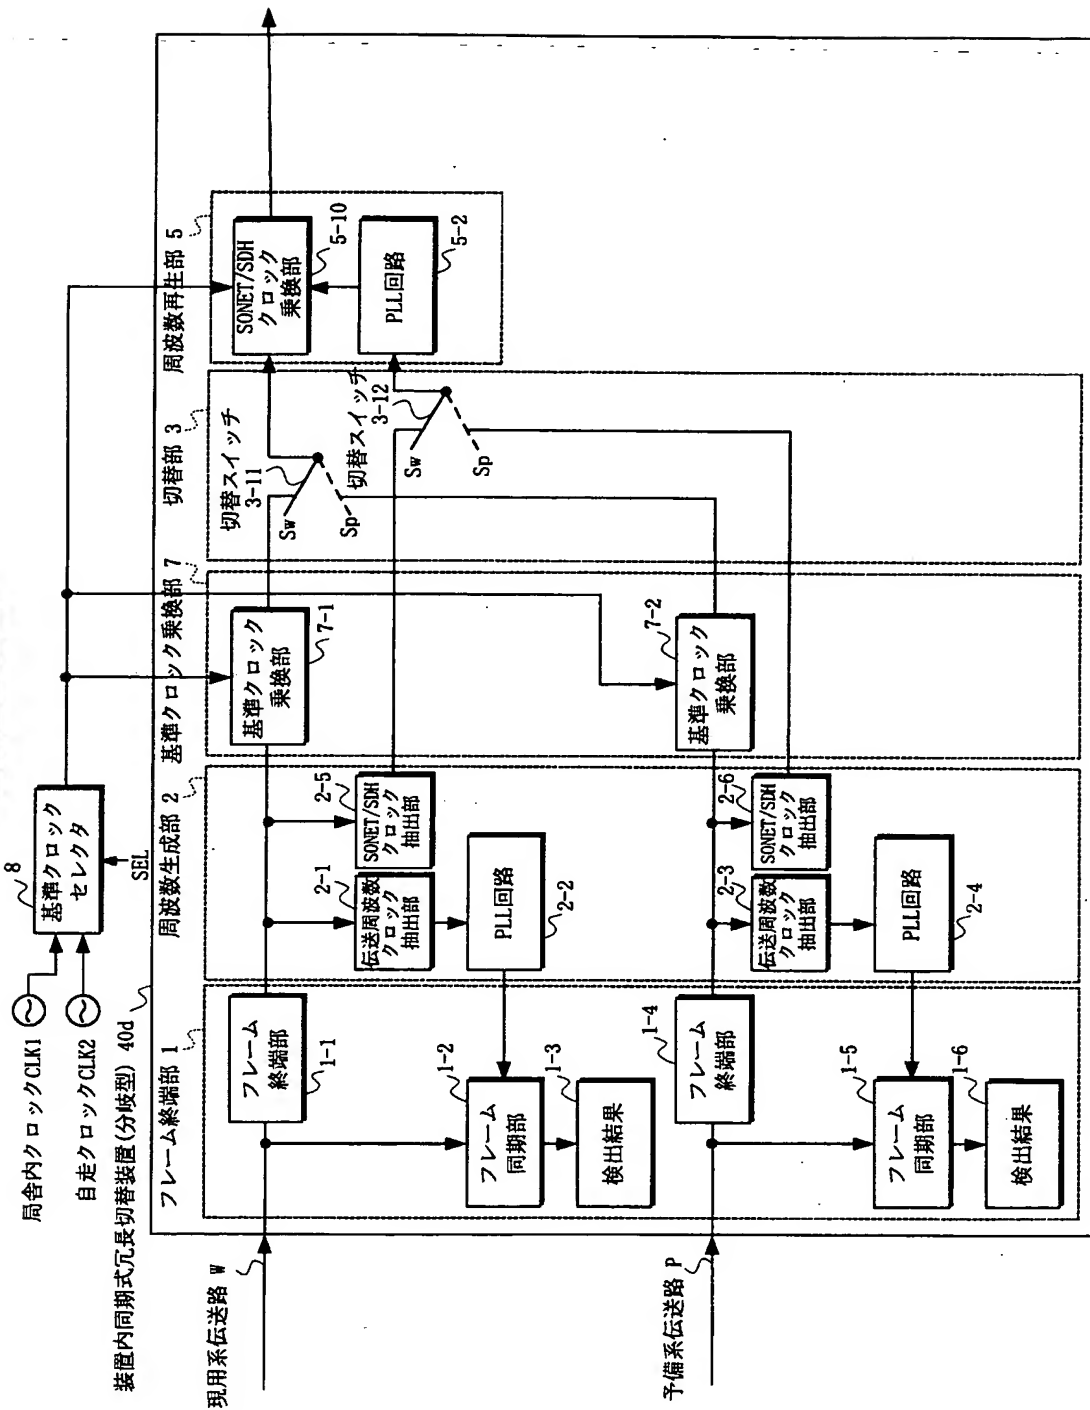 局舎内クロックCLK1
自走クロックCLK2
8
基準クロック
セレクタ
SEL
装置内同期式冗長切替装置(分岐型) 40d
フレーム終端部 1
周波数生成部 2
基準クロック乗換部 7
切替部 3
周波数再生部 5
現用系伝送路 W
フレーム
終端部
1-1
フレーム
同期部
1-2
検出結果
1-3
伝送周波数
クロック
抽出部
2-1
SONET/SDH
クロック
抽出部
2-5
PLL回路
2-2
基準クロック
乗換部
7-1
切替スイッチ
3-11
Sw
Sp
切替スイッチ
3-12
Sw
Sp
SONET/SDH
クロック
乗換部
5-10
PLL回路
5-2
予備系伝送路 P
フレーム
終端部
1-4
フレーム
同期部
1-5
検出結果
1-6
伝送周波数
クロック
抽出部
2-3
SONET/SDH
クロック
抽出部
2-6
PLL回路
2-4
基準クロック
乗換部
7-2